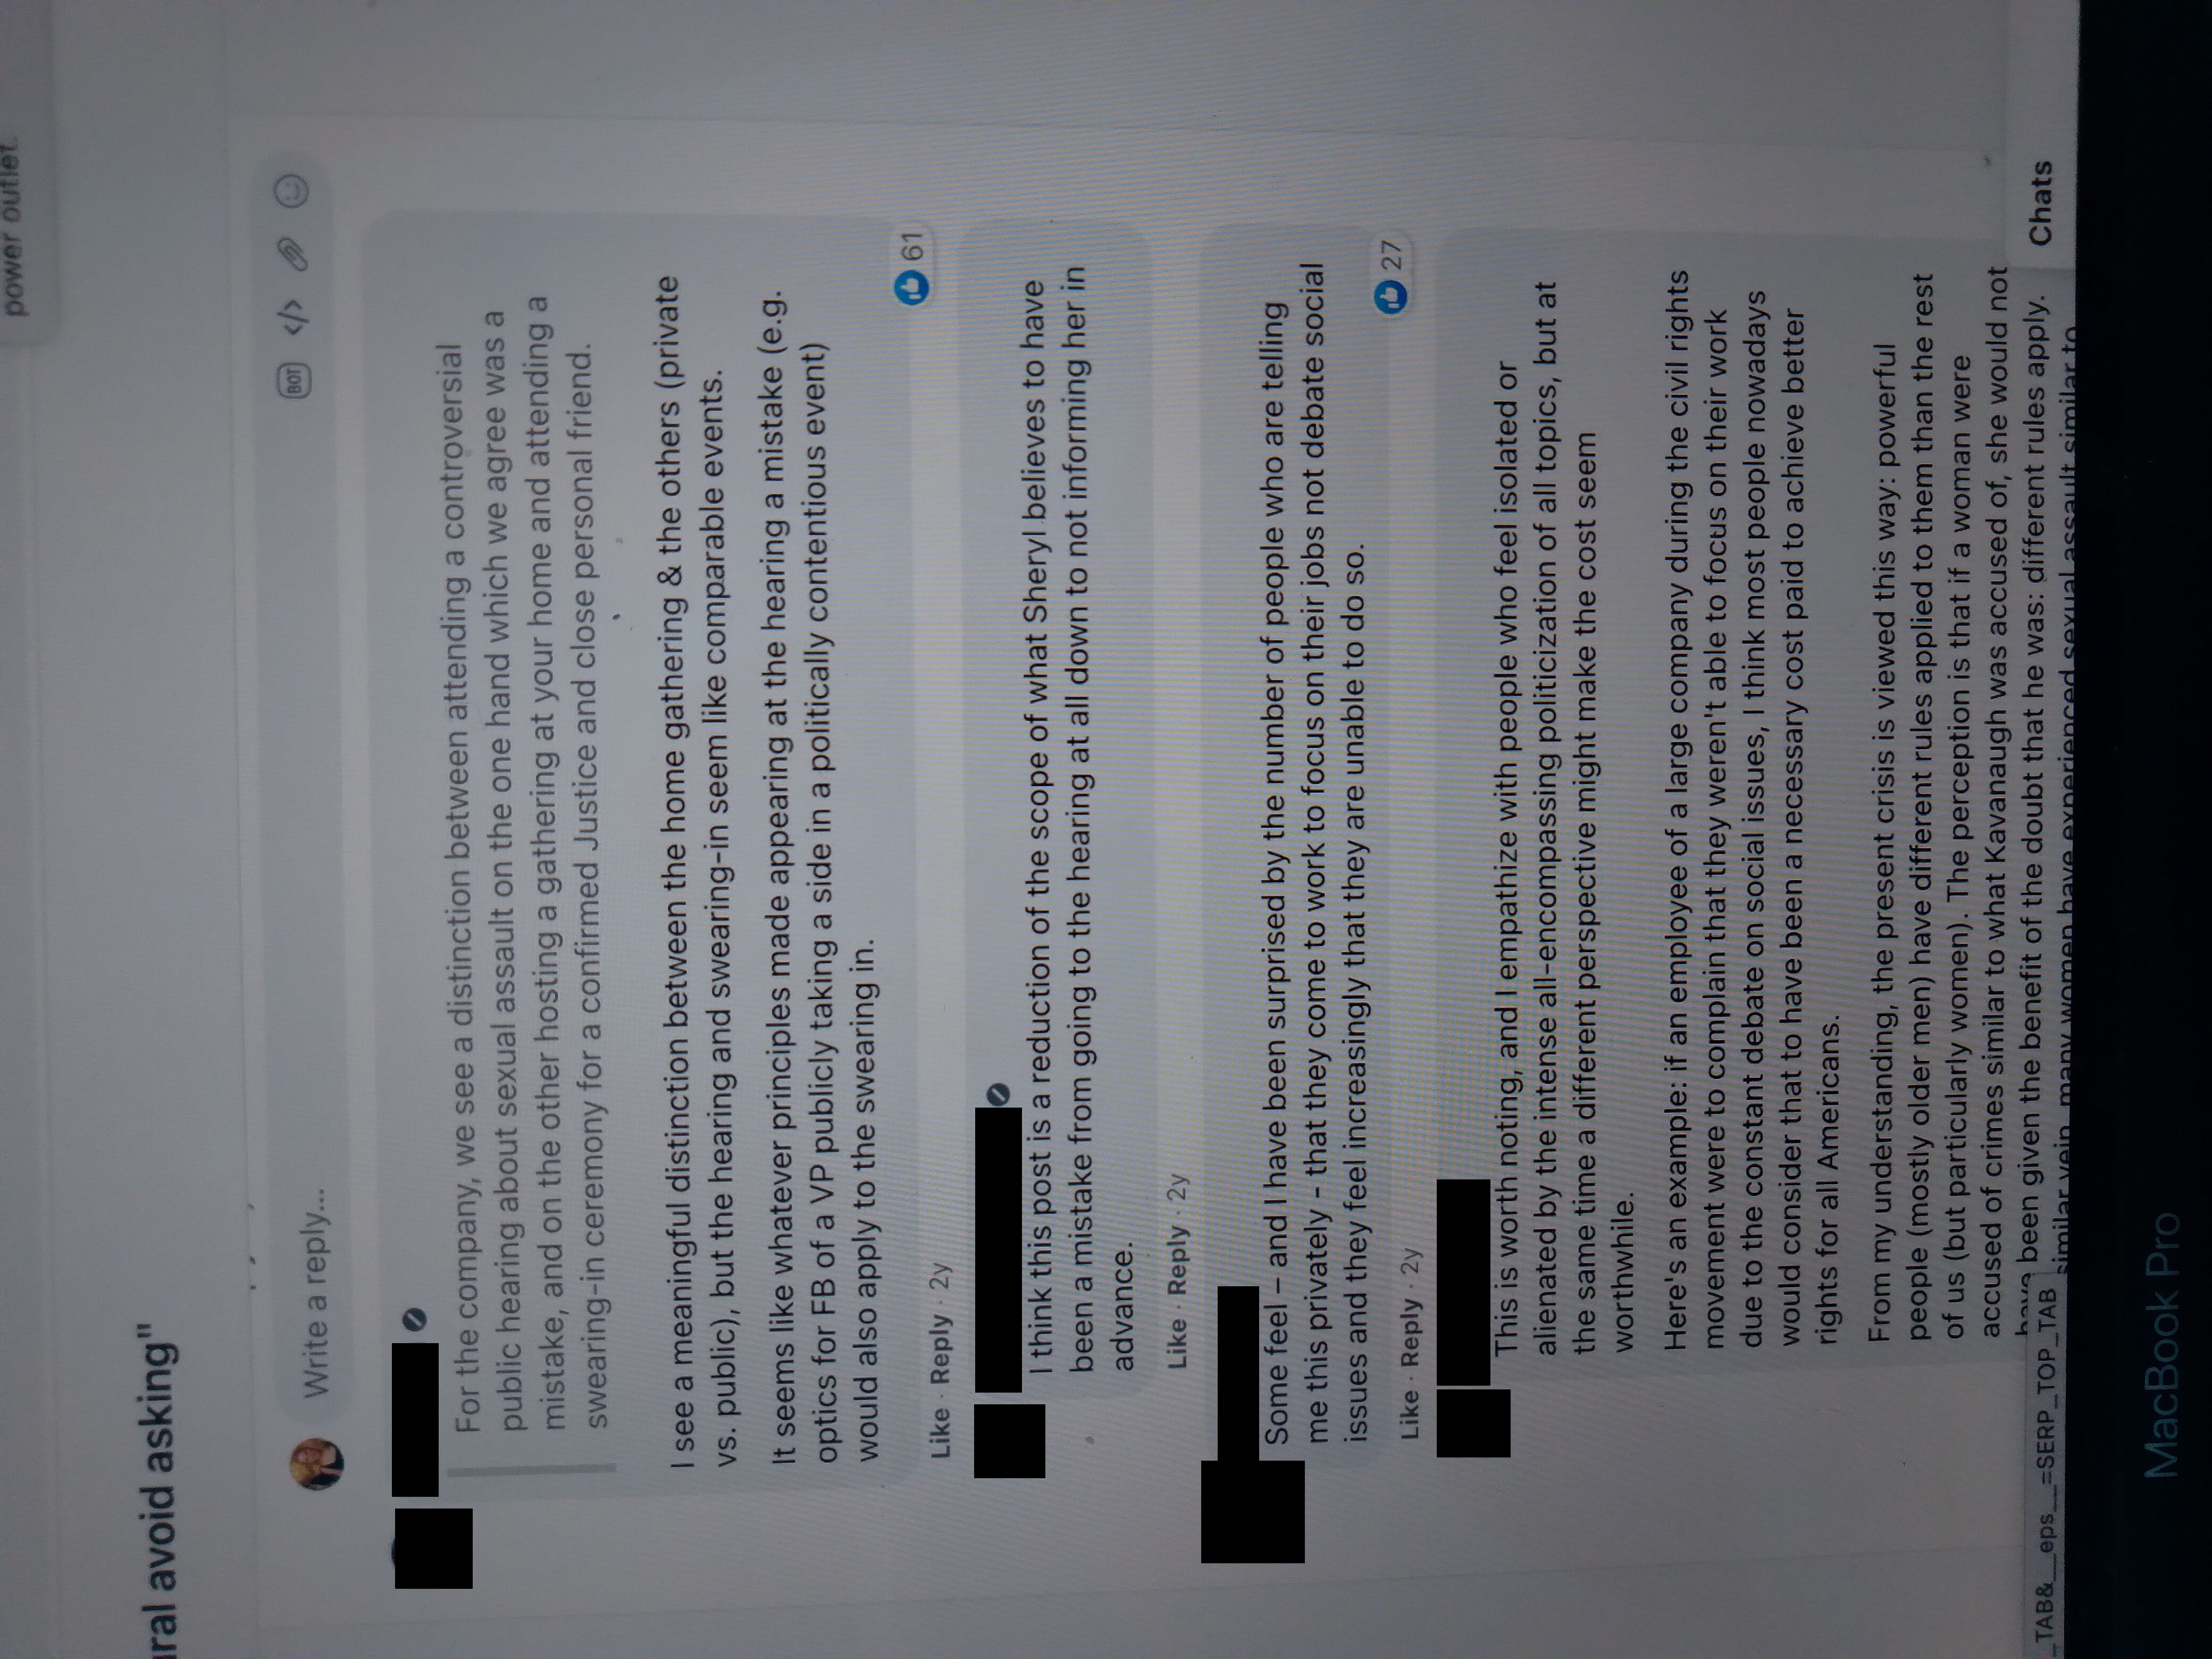 power outlet.
ural avoid asking"
Write a reply...
BOT </>
For the company, we see a distinction between attending a controversial
public hearing about sexual assault on the one hand which we agree was a
mistake, and on the other hosting a gathering at your home and attending a
swearing-in ceremony for a confirmed Justice and close personal friend.
I see a meaningful distinction between the home gathering & the others (private
vs. public), but the hearing and swearing-in seem like comparable events.
It seems like whatever principles made appearing at the hearing a mistake (e.g.
optics for FB of a VP publicly taking a side in a politically contentious event)
would also apply to the swearing in.
61
Like · Reply · 2y
I think this post is a reduction of the scope of what Sheryl believes to have
been a mistake from going to the hearing at all down to not informing her in
advance.
Like · Reply · 2y
Some feel – and I have been surprised by the number of people who are telling
me this privately - that they come to work to focus on their jobs not debate social
issues and they feel increasingly that they are unable to do so.
27
Like · Reply · 2y
This is worth noting, and I empathize with people who feel isolated or
alienated by the intense all-encompassing politicization of all topics, but at
the same time a different perspective might make the cost seem
worthwhile.
Here's an example: if an employee of a large company during the civil rights
movement were to complain that they weren't able to focus on their work
due to the constant debate on social issues, I think most people nowadays
would consider that to have been a necessary cost paid to achieve better
rights for all Americans.
From my understanding, the present crisis is viewed this way: powerful
people (mostly older men) have different rules applied to them than the rest
of us (but particularly women). The perception is that if a woman were
accused of crimes similar to what Kavanaugh was accused of, she would not
have been given the benefit of the doubt that he was: different rules apply.
similar vein, many women have experienced sexual assault similar to
Chats
_TAB&__eps__=SERP_TOP_TAB
MacBook Pro